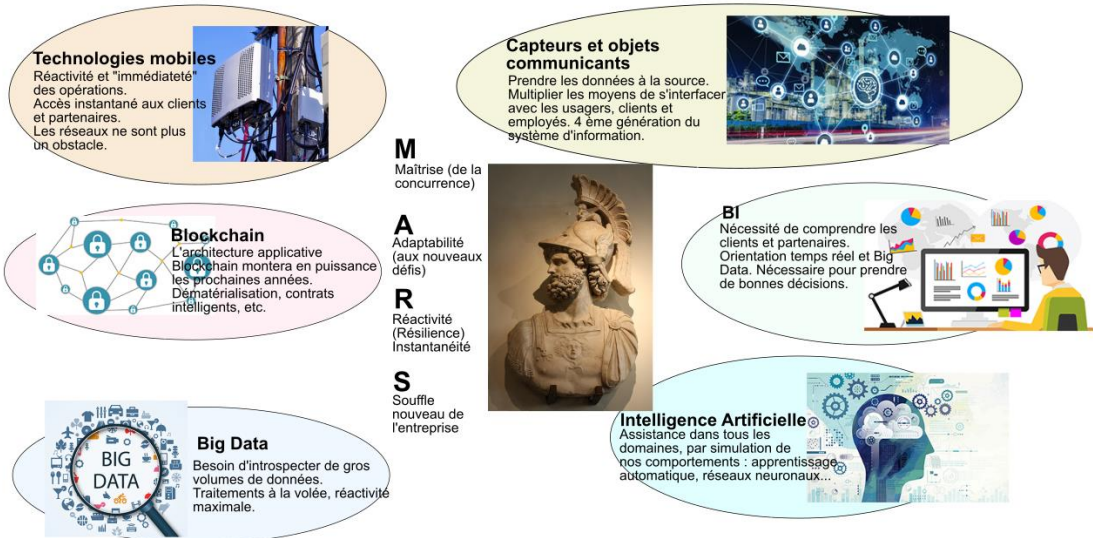 Technologies mobiles
Réactivité et "immédiateté"
des opérations.
Accès instantané aux clients
et partenaires.
Les réseaux ne sont plus
un obstacle.
Capteurs et objets
communicants
Prendre les données à la source.
Multiplier les moyens de s'interfacer
avec les usagers, clients et
employés. 4 ème génération du
système d'information.
M
Maîtrise (de la
concurrence)
A
Adaptabilité
(aux nouveaux
défis)
R
Réactivité
(Résilience)
Instantanéité
S
Souffle
nouveau de
l'entreprise
Blockchain
L'architecture applicative
Blockchain montera en puissance
les prochaines années.
Dématérialisation, contrats
intelligents, etc.
BI
Nécessité de comprendre les
clients et partenaires.
Orientation temps réel et Big
Data. Nécessaire pour prendre
de bonnes décisions.
BIG
DATA
Big Data
Besoin d'introspecter de gros
volumes de données.
Traitements à la volée, réactivité
maximale.
Intelligence Artificielle
Assistance dans tous les
domaines, par simulation de
nos comportements : apprentissage
automatique, réseaux neuronaux...